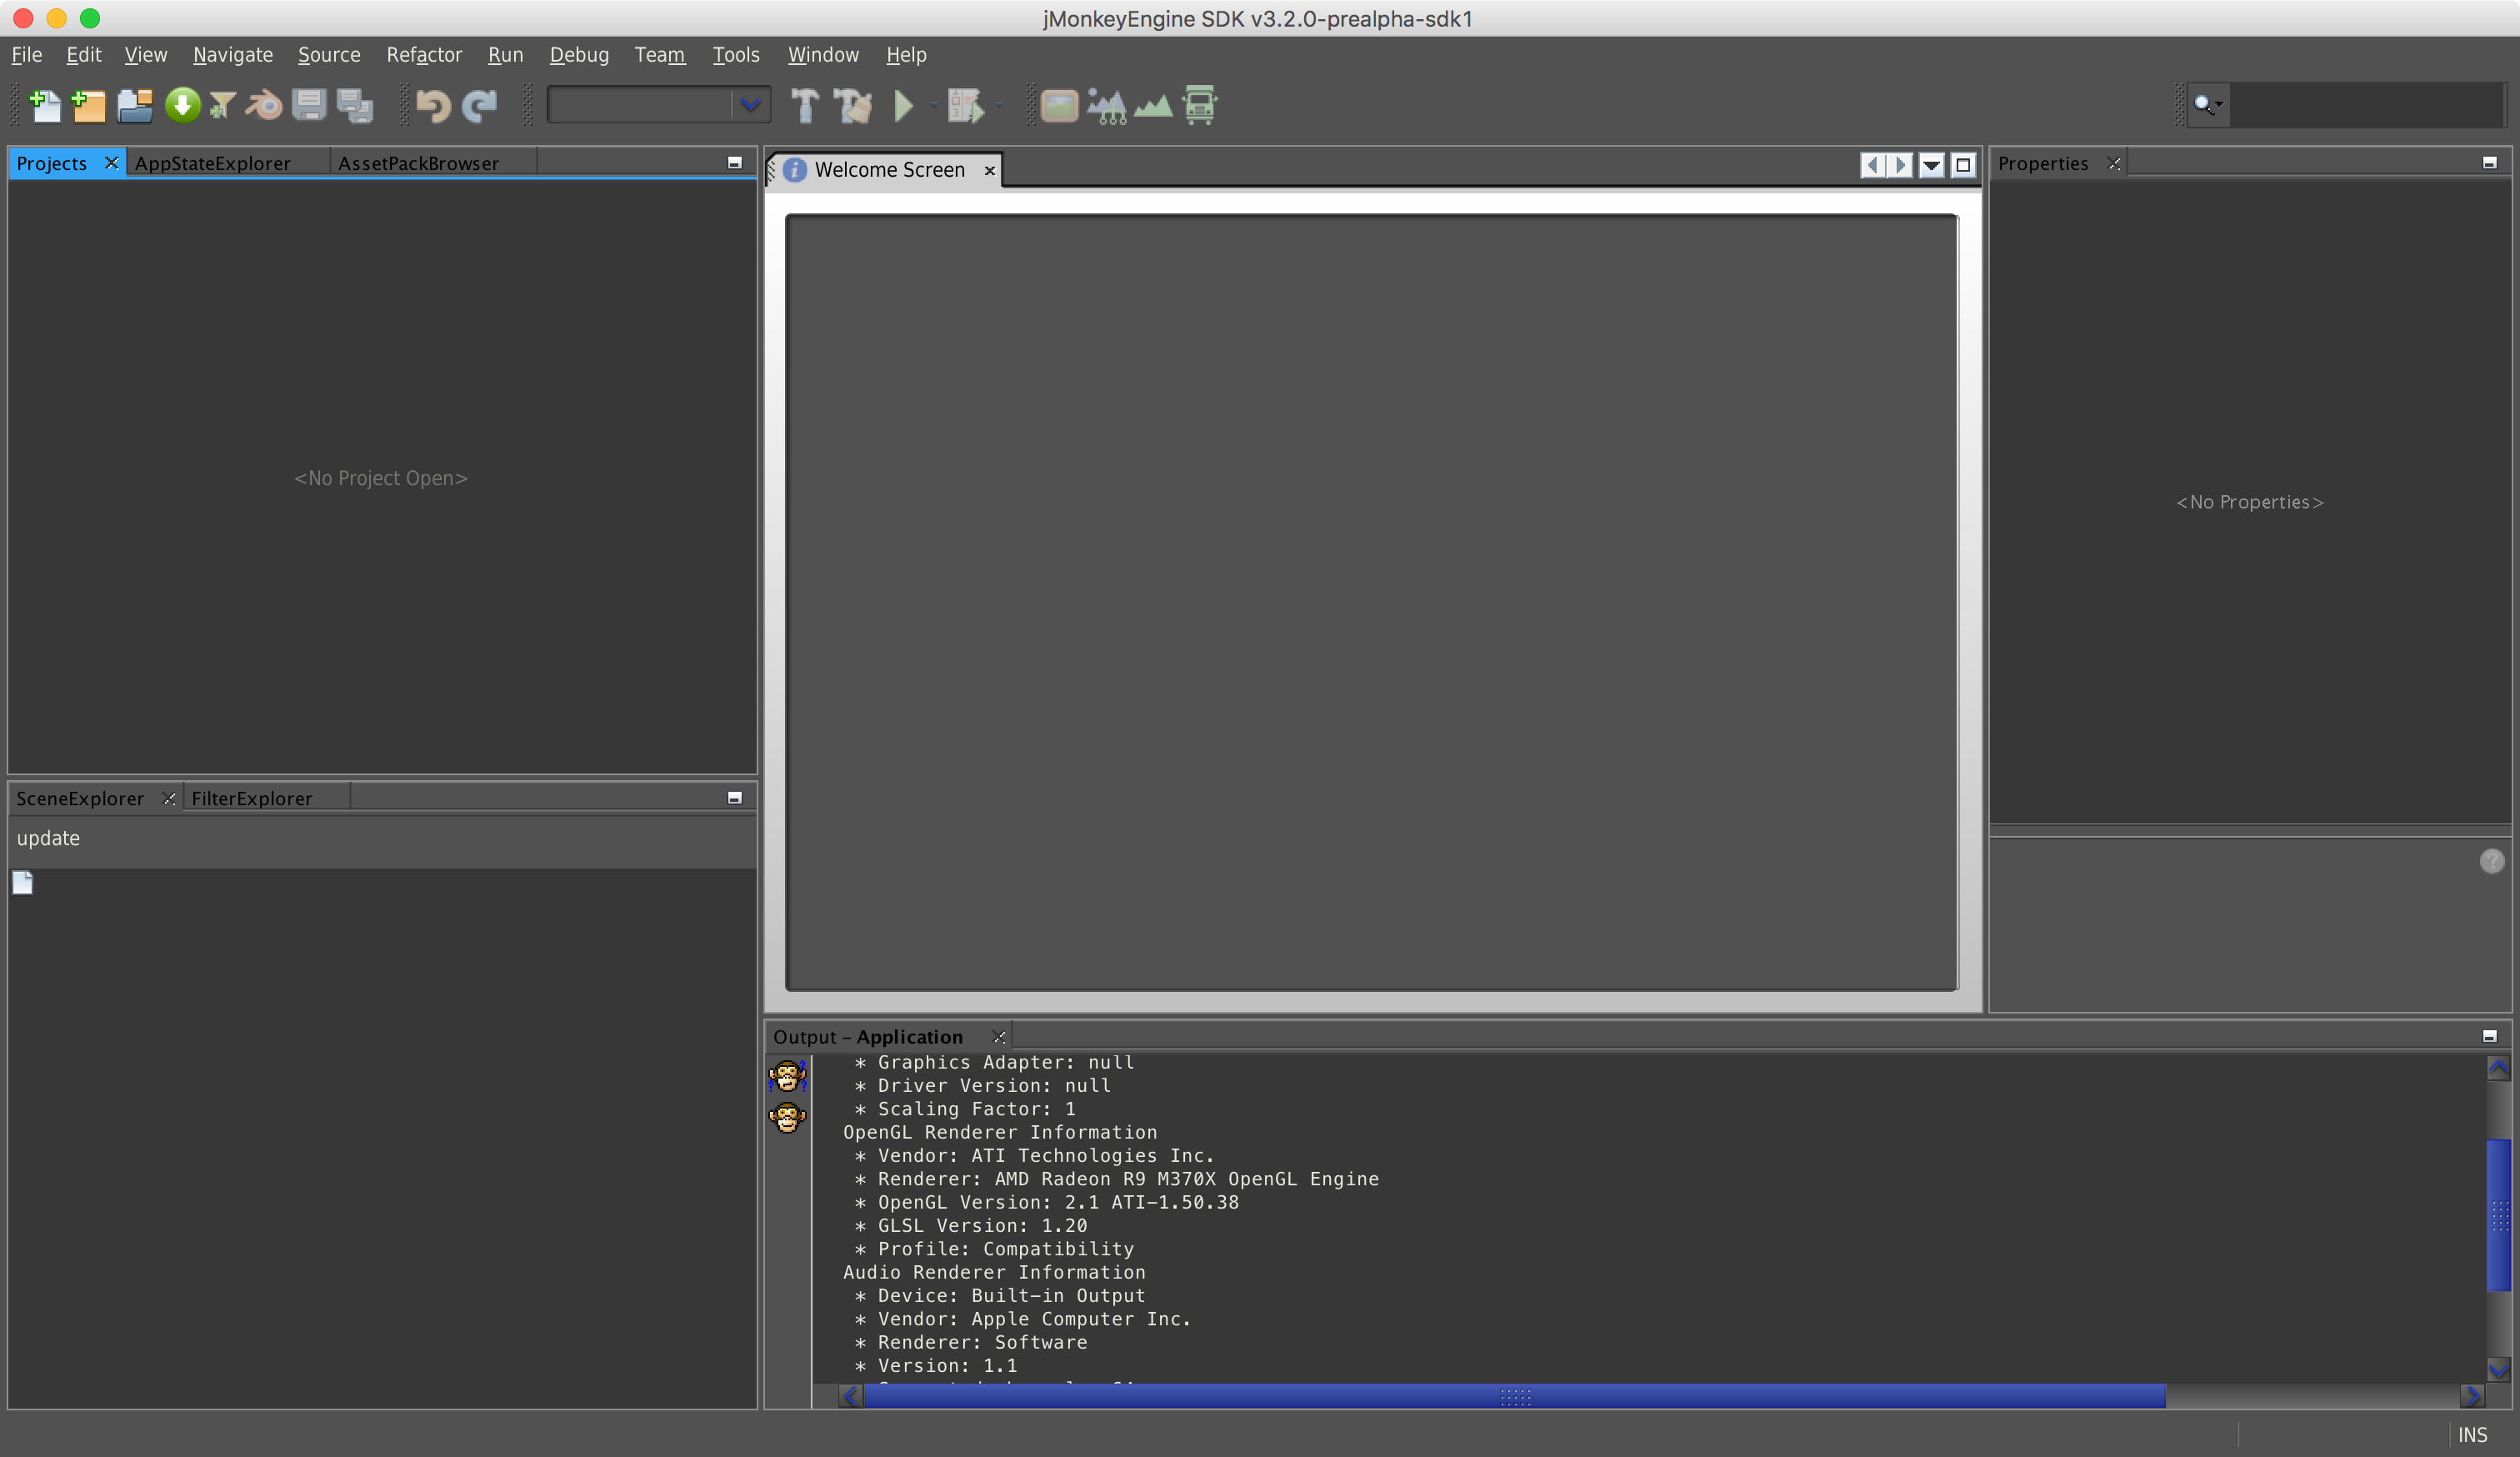 jMonkeyEngine SDK v3.2.0-prealpha-sdk1
File Edit View Navigate Source Refactor Run Debug Team Tools Window Help
Projects AppStateExplorer AssetPackBrowser
<No Project Open>
SceneExplorer FilterExplorer
update
Welcome Screen
Properties
<No Properties>
Output – Application
* Graphics Adapter: null
* Driver Version: null
* Scaling Factor: 1
OpenGL Renderer Information
* Vendor: ATI Technologies Inc.
* Renderer: AMD Radeon R9 M370X OpenGL Engine
* OpenGL Version: 2.1 ATI-1.50.38
* GLSL Version: 1.20
* Profile: Compatibility
Audio Renderer Information
* Device: Built-in Output
* Vendor: Apple Computer Inc.
* Renderer: Software
* Version: 1.1
INS